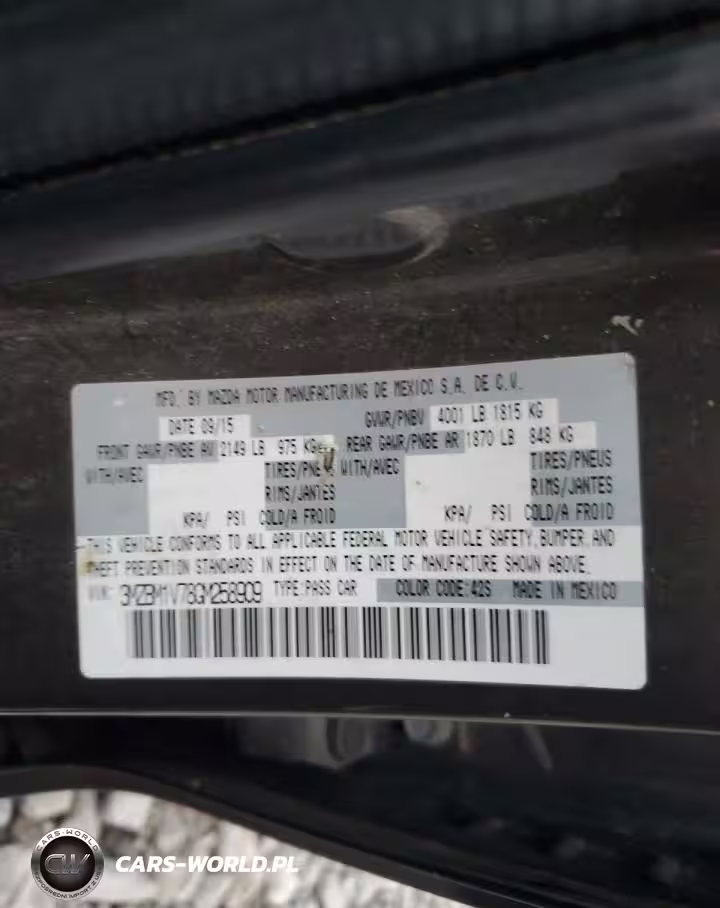 MFD. BY MAZDA MOTOR MANUFACTURING DE MEXICO S.A. DE C.V.
DATE 09/15 GVWR/PNBV 4001 LB 1815 KG
FRONT GAWR/PNBE AV 2149 LB 975 KG REAR GAWR/PNBE AR 1870 LB 848 KG
WITH/AVEC TIRES/PNEUS WITH/AVEC TIRES/PNEUS
RIMS/JANTES RIMS/JANTES
KPA/ PSI COLD/A FROID KPA/ PSI COLD/A FROID
THIS VEHICLE CONFORMS TO ALL APPLICABLE FEDERAL MOTOR VEHICLE SAFETY, BUMPER, AND
THEFT PREVENTION STANDARDS IN EFFECT ON THE DATE OF MANUFACTURE SHOWN ABOVE.
3MZBM1V78GM258909 TYPE:PASS CAR COLOR CODE:42S MADE IN MEXICO
CARS-WORLD
CW
CARS-WORLD.PL